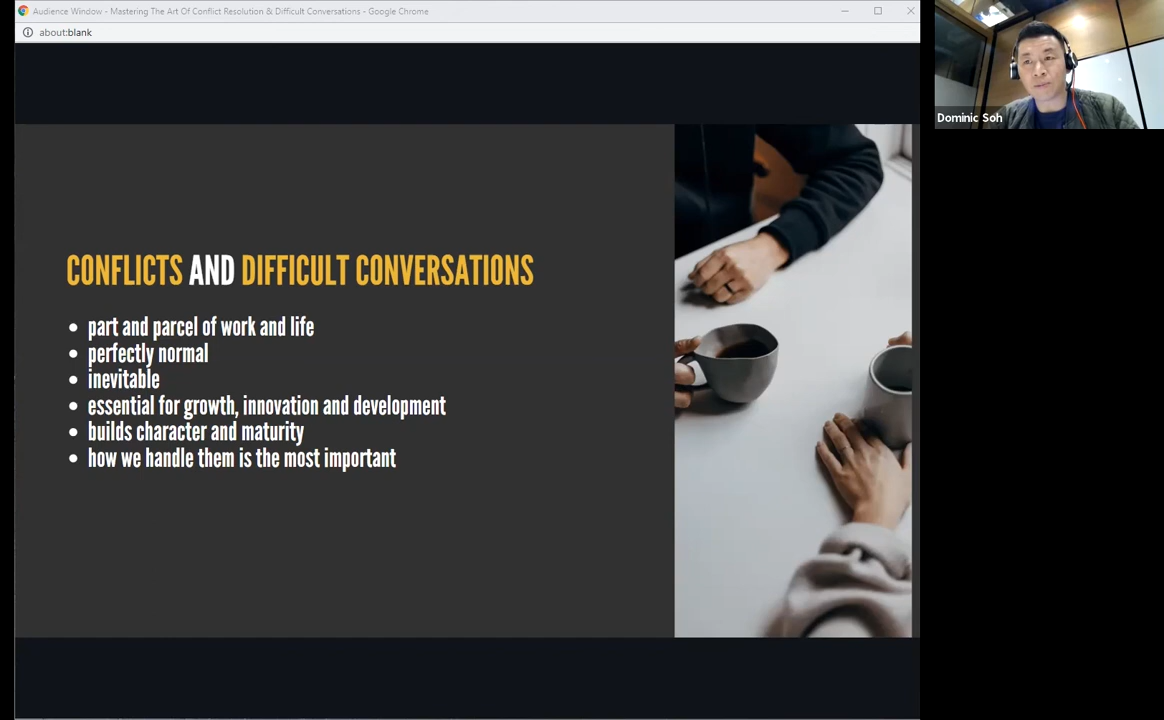 Audience Window - Mastering The Art Of Conflict Resolution & Difficult Conversations - Google Chrome
about:blank
Dominic Soh
CONFLICTS AND DIFFICULT CONVERSATIONS
• part and parcel of work and life
• perfectly normal
• inevitable
• essential for growth, innovation and development
• builds character and maturity
• how we handle them is the most important